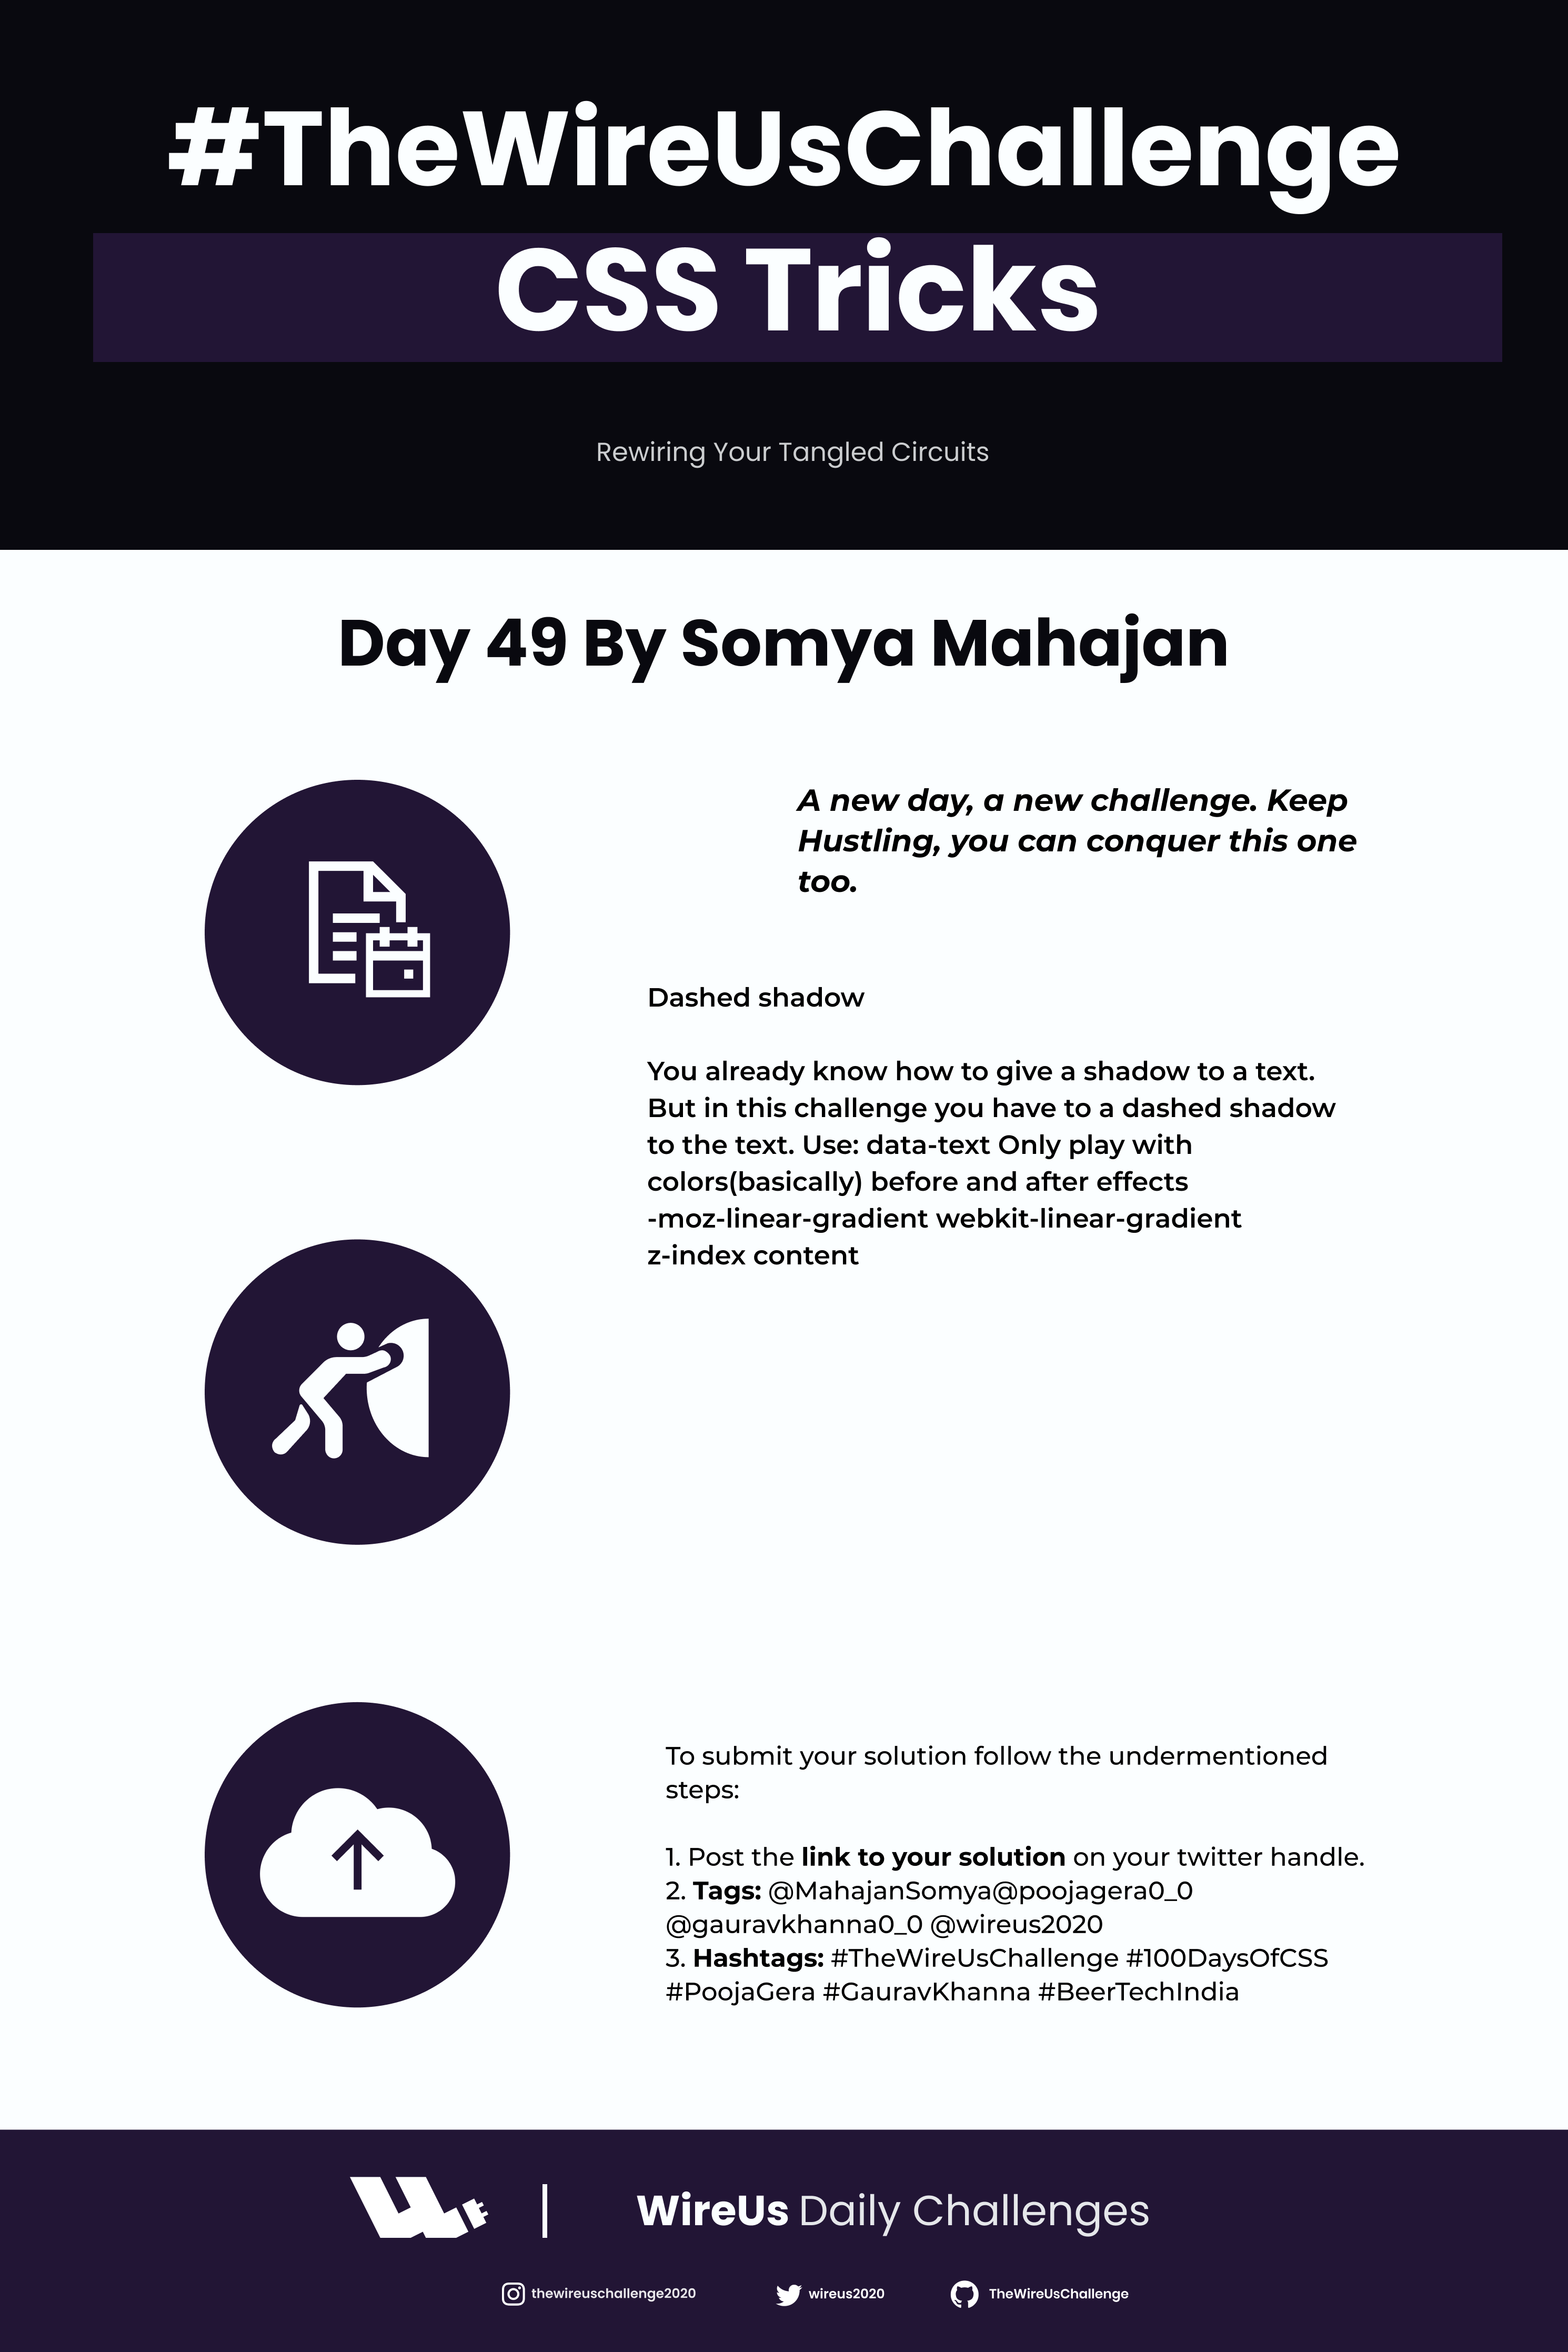 #TheWireUsChallenge
CSS Tricks
Rewiring Your Tangled Circuits
Day 49 By Somya Mahajan
A new day, a new challenge. Keep
Hustling, you can conquer this one
too.
Dashed shadow
You already know how to give a shadow to a text.
But in this challenge you have to a dashed shadow
to the text. Use: data-text Only play with
colors(basically) before and after effects
-moz-linear-gradient webkit-linear-gradient
z-index content
To submit your solution follow the undermentioned
steps:
1. Post the link to your solution on your twitter handle.
2. Tags: @MahajanSomya@poojagera0_0
@gauravkhanna0_0 @wireus2020
3. Hashtags: #TheWireUsChallenge #100DaysOfCSS
#PoojaGera #GauravKhanna #BeerTechIndia
WireUs Daily Challenges
thewireuschallenge2020 wireus2020 TheWireUsChallenge